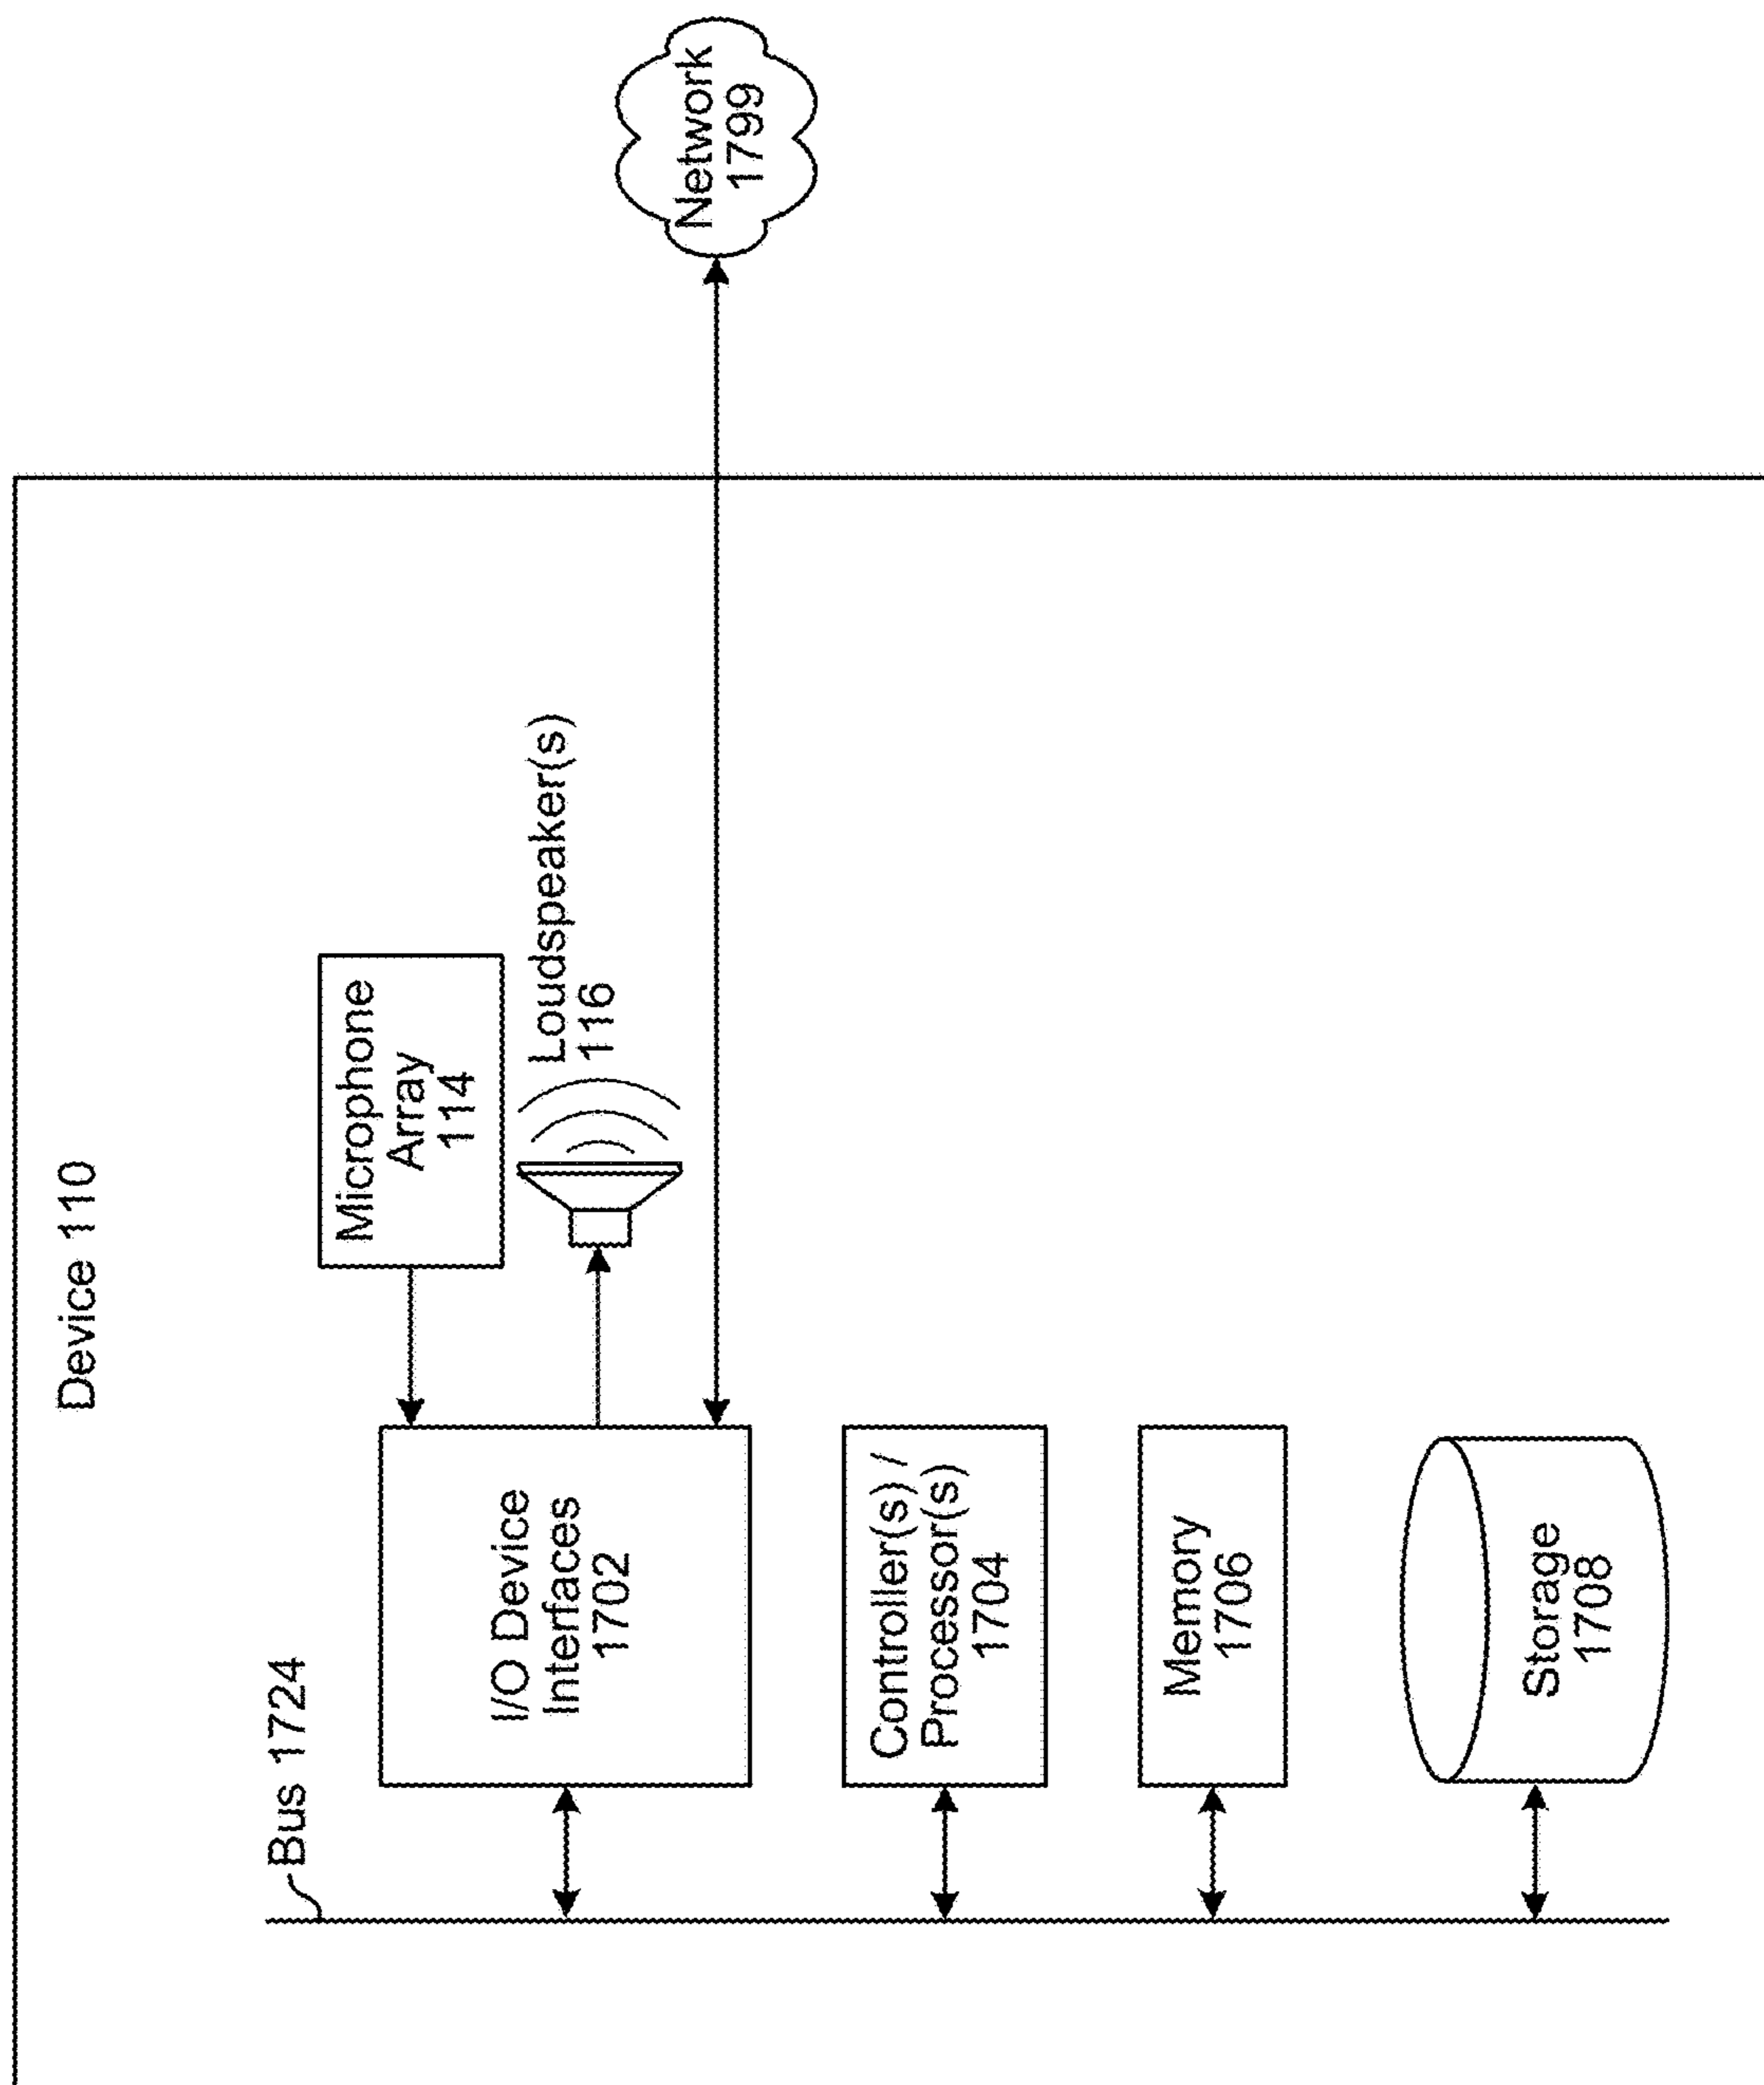 Device 110
Bus 1724
I/O Device
Interfaces
1702
Microphone
Array
114
Loudspeaker(s)
116
Network
1799
Controller(s) /
Processor(s)
1704
Memory
1706
Storage
1708